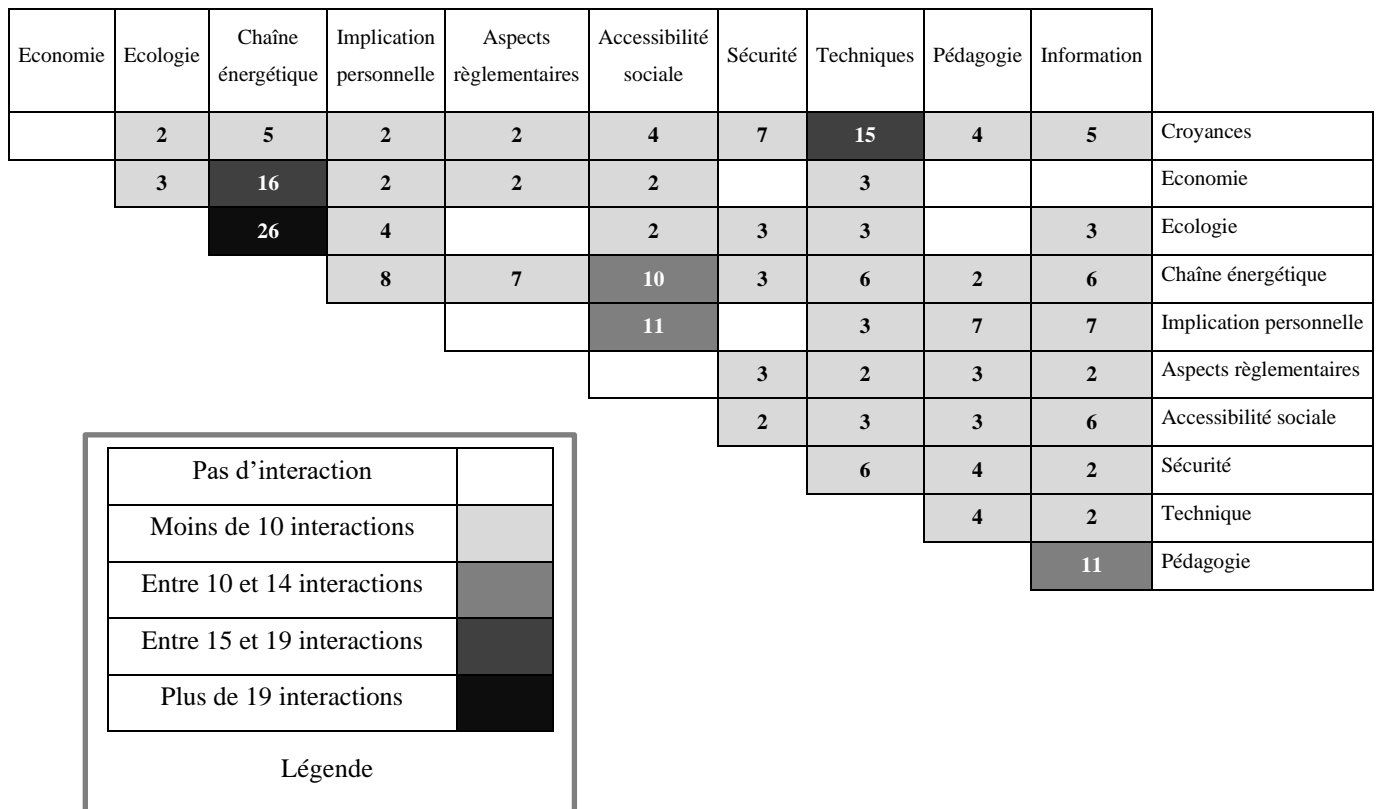 Economie Ecologie Chaîne énergétique Implication personnelle Aspects règlementaires Accessibilité sociale Sécurité Techniques Pédagogie Information
2 5 2 2 4 7 15 4 5 Croyances
3 16 2 2 2 3 Economie
26 4 2 3 3 3 Ecologie
8 7 10 3 6 2 6 Chaîne énergétique
11 3 7 7 Implication personnelle
3 2 3 2 Aspects règlementaires
2 3 3 6 Accessibilité sociale
6 4 2 Sécurité
4 2 Technique
11 Pédagogie
Pas d’interaction
Moins de 10 interactions
Entre 10 et 14 interactions
Entre 15 et 19 interactions
Plus de 19 interactions
Légende